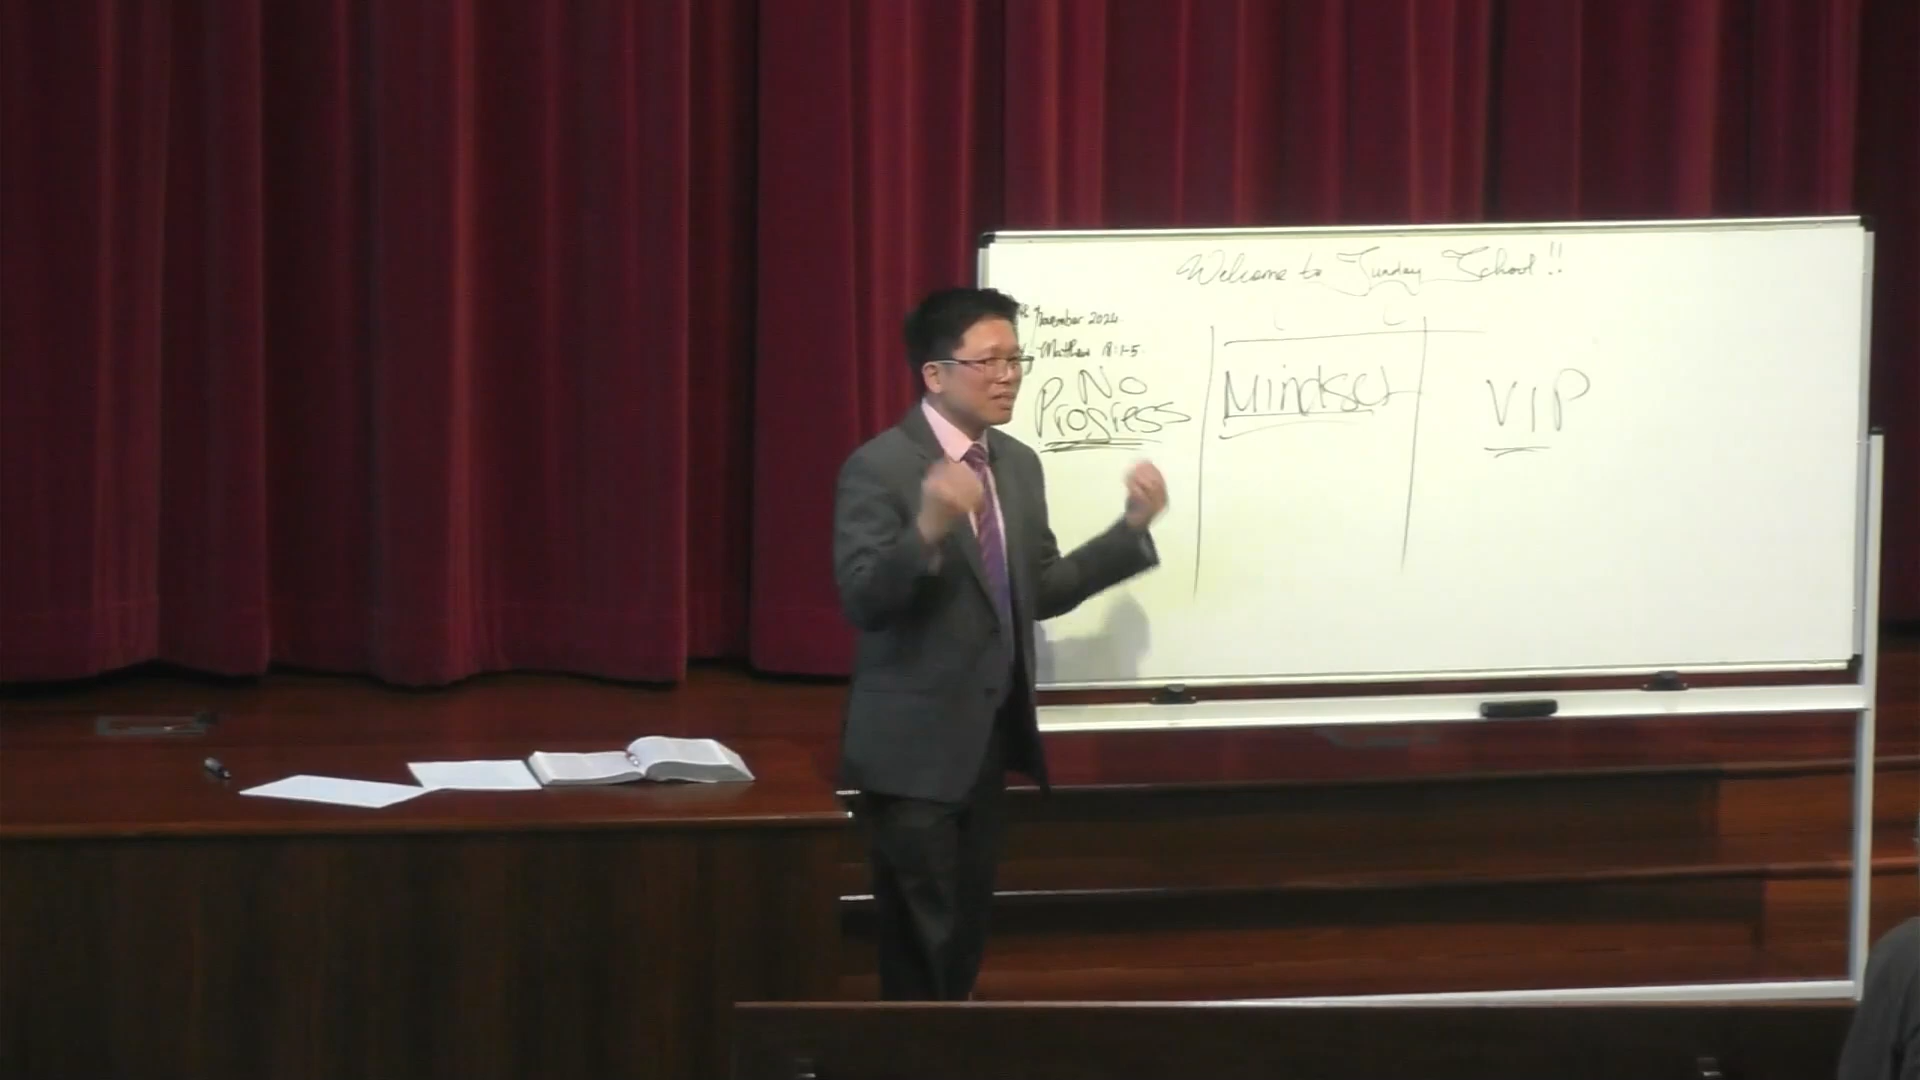 Welcome to Sunday School!!
November 2024
Matthew 18:1-5
No
Progress
Mindset
VIP